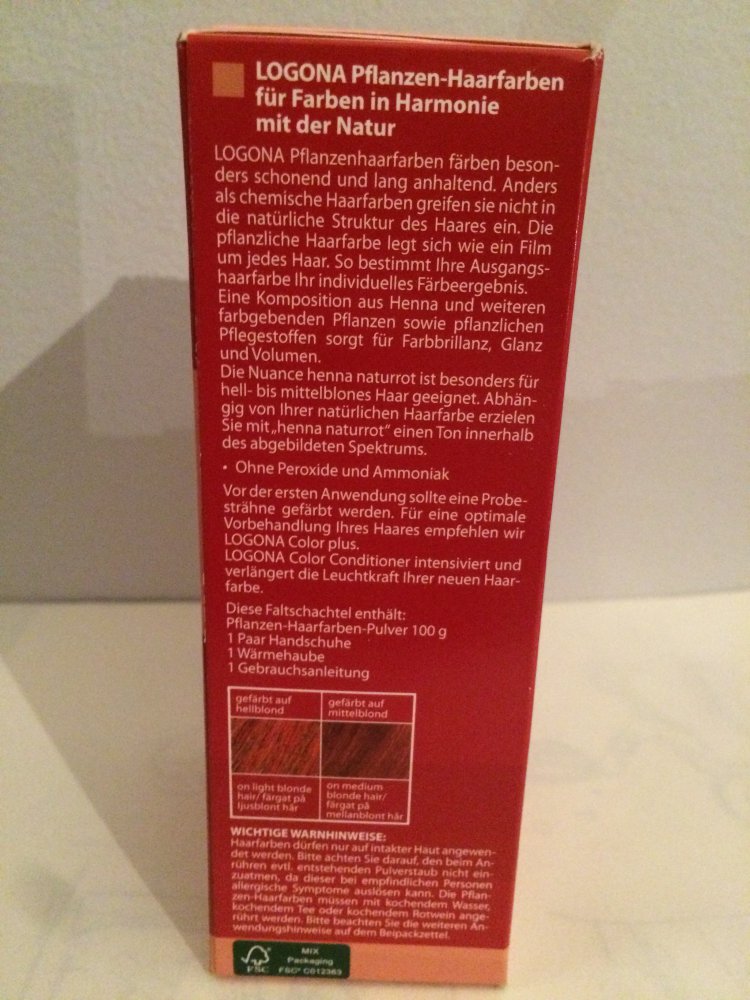 LOGONA Pflanzen-Haarfarben
für Farben in Harmonie
mit der Natur
LOGONA Pflanzenhaarfarben färben beson-
ders schonend und lang anhaltend. Anders
als chemische Haarfarben greifen sie nicht in
die natürliche Struktur des Haares ein. Die
pflanzliche Haarfarbe legt sich wie ein Film
um jedes Haar. So bestimmt Ihre Ausgangs-
haarfarbe Ihr individuelles Färbeergebnis.
Eine Komposition aus Henna und weiteren
farbgebenden Pflanzen sowie pflanzlichen
Pflegestoffen sorgt für Farbbrillanz, Glanz
und Volumen.
Die Nuance henna naturrot ist besonders für
hell- bis mittelblones Haar geeignet. Abhän-
gig von Ihrer natürlichen Haarfarbe erzielen
Sie mit „henna naturrot" einen Ton innerhalb
des abgebildeten Spektrums.
• Ohne Peroxide und Ammoniak
Vor der ersten Anwendung sollte eine Probe-
strähne gefärbt werden. Für eine optimale
Vorbehandlung Ihres Haares empfehlen wir
LOGONA Color plus.
LOGONA Color Conditioner intensiviert und
verlängert die Leuchtkraft Ihrer neuen Haar-
farbe.
Diese Faltschachtel enthält:
Pflanzen-Haarfarben-Pulver 100 g
1 Paar Handschuhe
1 Wärmehaube
1 Gebrauchsanleitung
gefärbt auf
hellblond
gefärbt auf
mittelblond
on light blonde
hair/ färgat på
ljusblont hår
on medium
blonde hair/
färgat på
mellanblont hår
WICHTIGE WARNHINWEISE:
Haarfarben dürfen nur auf intakter Haut angewen-
det werden. Bitte achten Sie darauf, den beim An-
rühren evtl. entstehenden Pulverstaub nicht ein-
zuatmen, da dieser bei empfindlichen Personen
allergische Symptome auslösen kann. Die Pflan-
zen-Haarfarben müssen mit kochendem Wasser,
kochendem Tee oder kochendem Rotwein ange-
rührt werden. Bitte beachten Sie die weiteren An-
wendungshinweise auf dem Beipackzettel.
FSC
MIX
Packaging
FSC® C012363